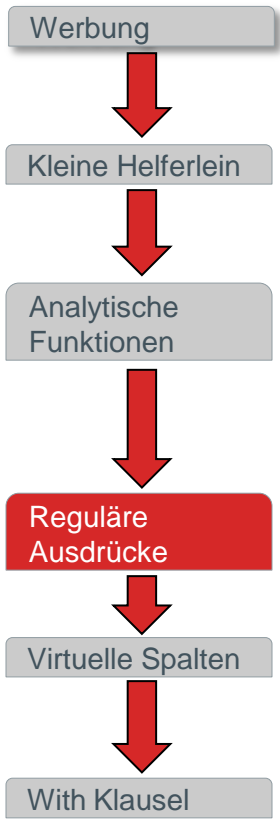 Werbung
Kleine Helferlein
Analytische
Funktionen
Reguläre
Ausdrücke
Virtuelle Spalten
With Klausel